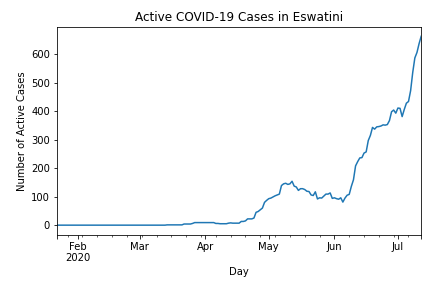 Active COVID-19 Cases in Eswatini
Number of Active Cases
600
500
400
300
200
100
0
Feb Mar Apr May Jun Jul
2020
Day